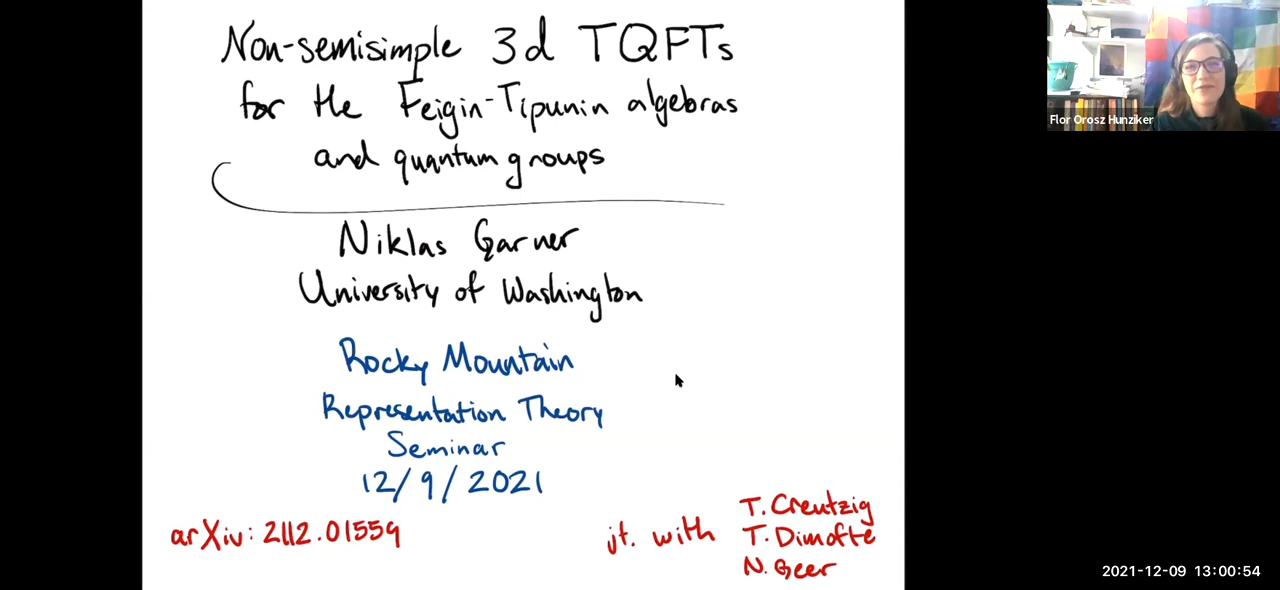 Non-semisimple 3d TQFTs
for the Feigin-Tipunin algebras
and quantum groups
Niklas Garner
University of Washington
Rocky Mountain
Representation Theory
Seminar
12/9/2021
arXiv: 2112.01559
jt. with T. Creutzig
T. Dimofte
N. Geer
Flor Orosz Hunziker
2021-12-09 13:00:54